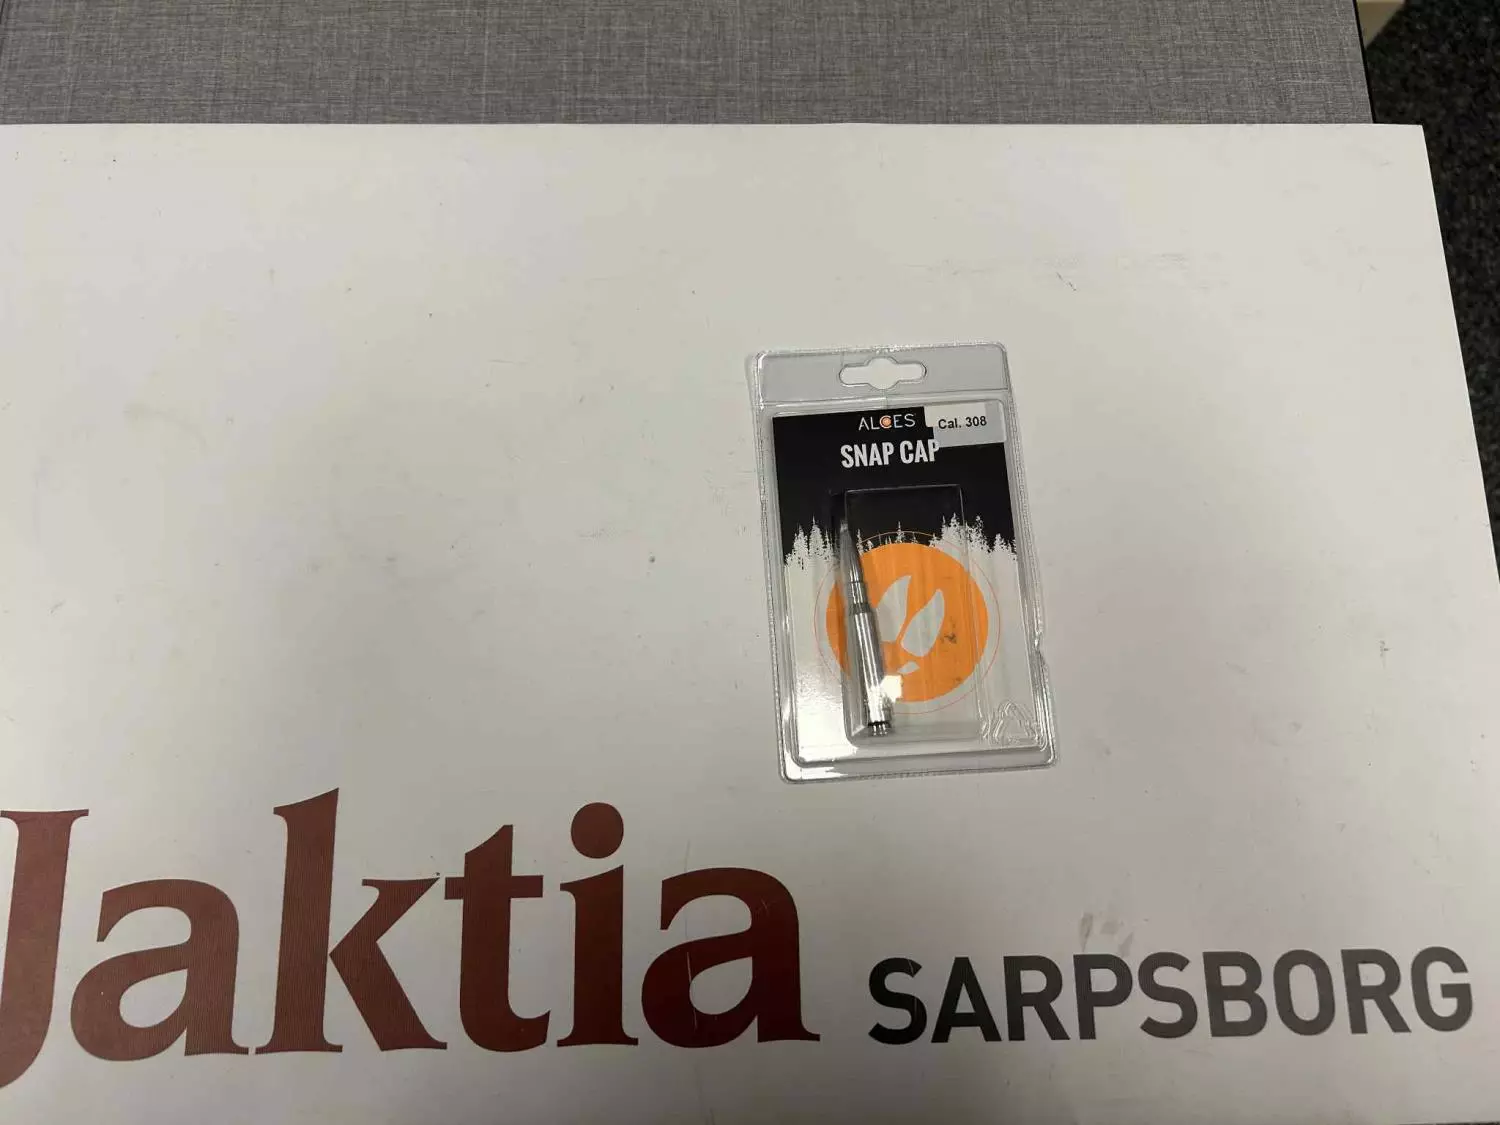 ALCES
Cal. 308
SNAP CAP
Jaktia SARPSBORG